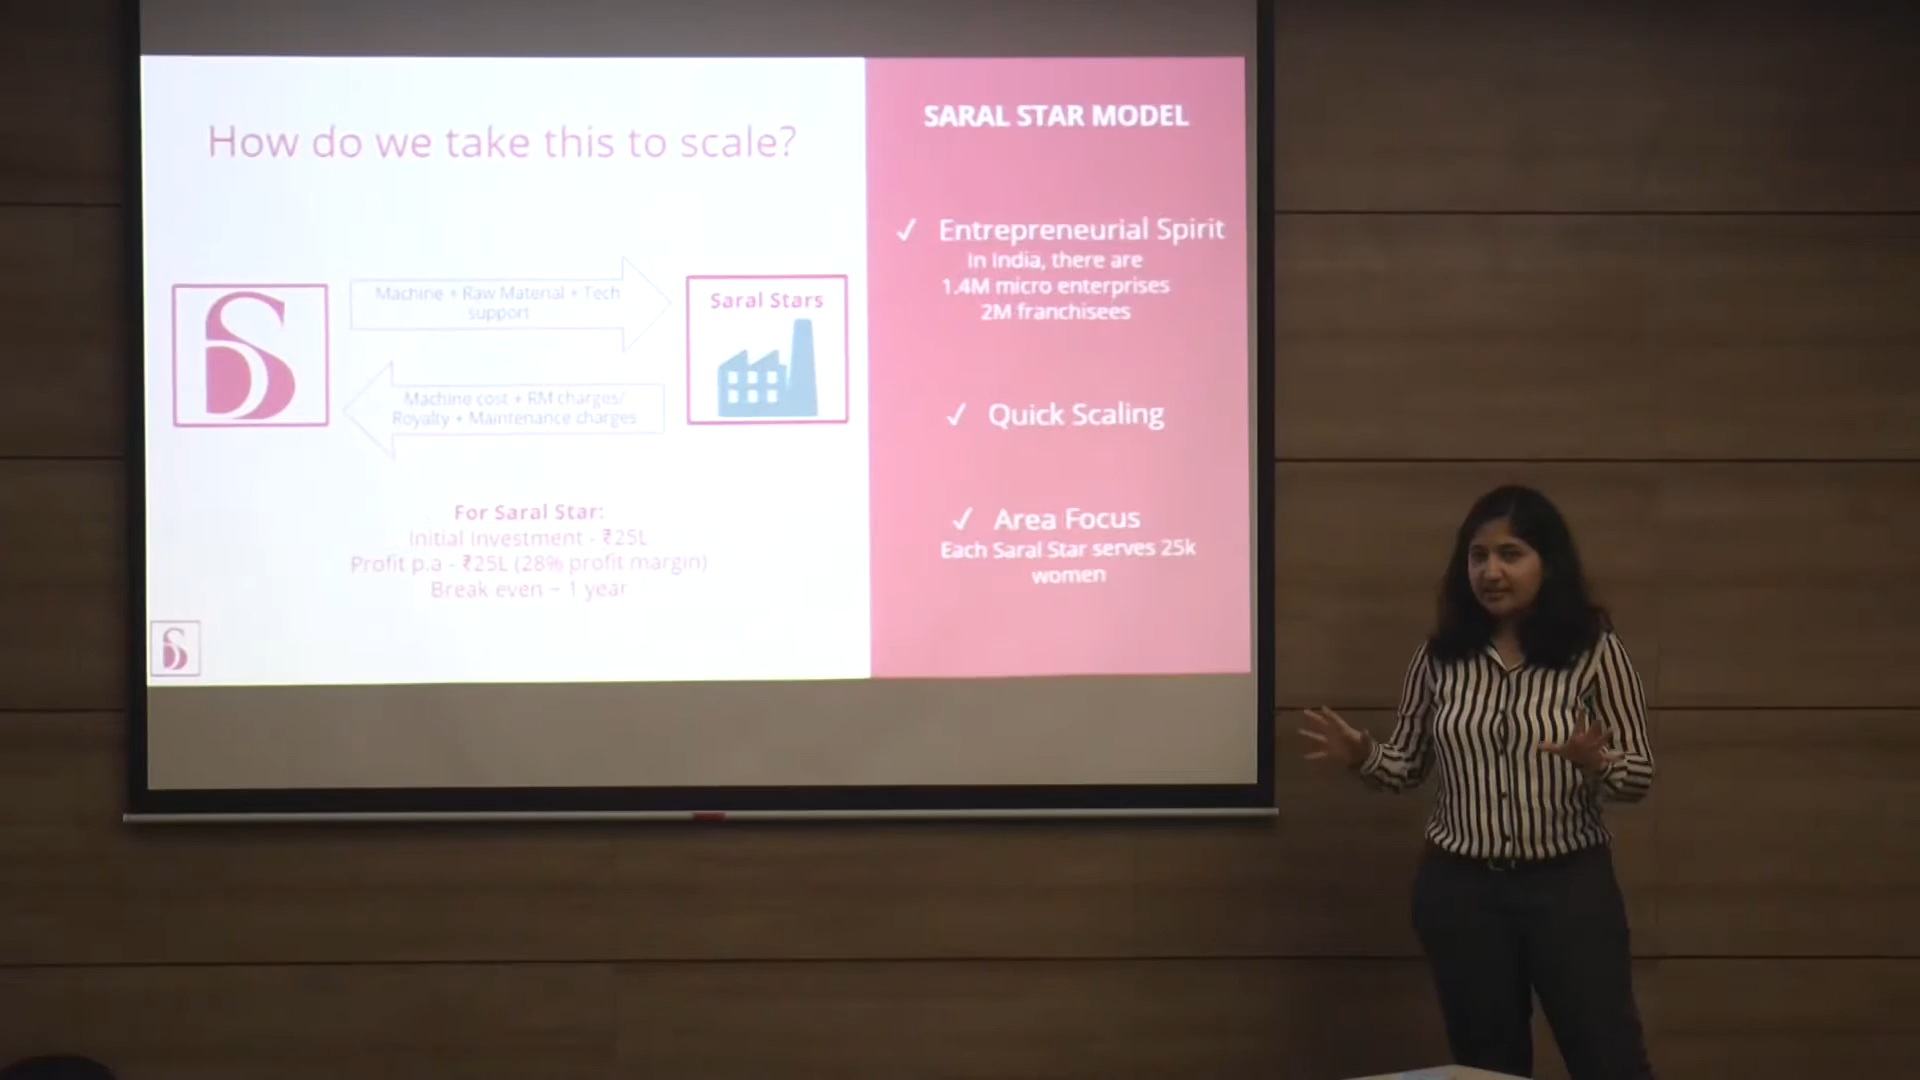 How do we take this to scale?
Machine + Raw Material + Tech
support
Saral Stars
Machine cost + RM charges/
Royalty + Maintenance charges
For Saral Star:
Initial Investment - ₹25L
Profit p.a - ₹25L (28% profit margin)
Break even ~ 1 year
SARAL STAR MODEL
✓ Entrepreneurial Spirit
In India, there are
1.4M micro enterprises
2M franchisees
✓ Quick Scaling
✓ Area Focus
Each Saral Star serves 25k
women